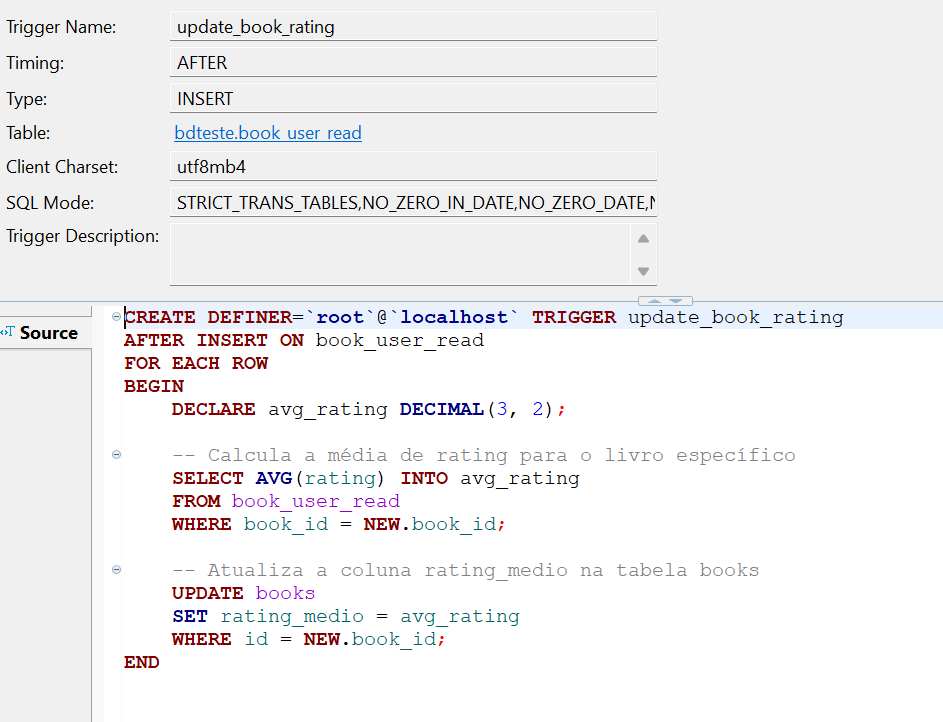 Trigger Name: update_book_rating
Timing: AFTER
Type: INSERT
Table: bdteste.book_user_read
Client Charset: utf8mb4
SQL Mode: STRICT_TRANS_TABLES,NO_ZERO_IN_DATE,NO_ZERO_DATE,
Trigger Description:
Source
CREATE DEFINER=`root`@`localhost` TRIGGER update_book_rating
AFTER INSERT ON book_user_read
FOR EACH ROW
BEGIN
DECLARE avg_rating DECIMAL(3, 2);
-- Calcula a média de rating para o livro específico
SELECT AVG(rating) INTO avg_rating
FROM book_user_read
WHERE book_id = NEW.book_id;
-- Atualiza a coluna rating_medio na tabela books
UPDATE books
SET rating_medio = avg_rating
WHERE id = NEW.book_id;
END